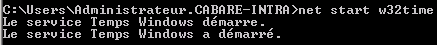 C:\Users\Administrateur.CABARE-INTRA>net start w32time
Le service Temps Windows démarre.
Le service Temps Windows a démarré.